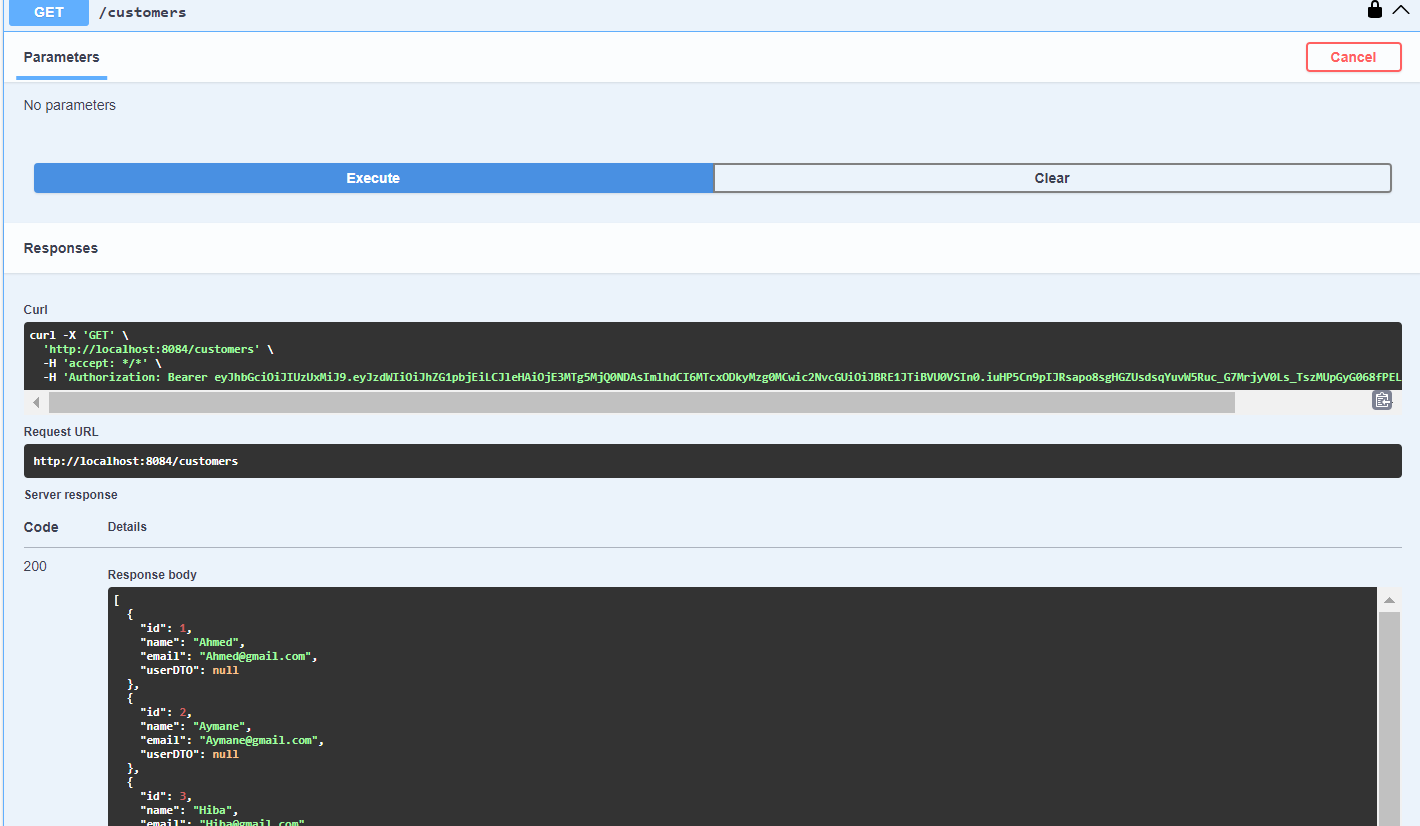 GET /customers
Parameters
Cancel
No parameters
Execute
Clear
Responses
Curl
curl -X 'GET' \
'http://localhost:8084/customers' \
-H 'accept: */*' \
-H 'Authorization: Bearer eyJhbGciOiJIUzUxMiJ9.eyJzdWIiOiJhZG1pbjEiLCJleHAiOjE3MTg5MjQ0NDAsImlhdCI6MTcxODkyMzg0MCwic2NvcGUiOiJBRE1JTiBVU0VSIn0.iuHP5Cn9pIJRsapo8sgHGZUsdsqYuvW5Ruc_G7MrjyV0Ls_TszMUpGyG068fPEL
Request URL
http://localhost:8084/customers
Server response
Code
Details
200
Response body
[
{
"id": 1,
"name": "Ahmed",
"email": "Ahmed@gmail.com",
"userDTO": null
},
{
"id": 2,
"name": "Aymane",
"email": "Aymane@gmail.com",
"userDTO": null
},
{
"id": 3,
"name": "Hiba",
"email": "Hiba@gmail.com",